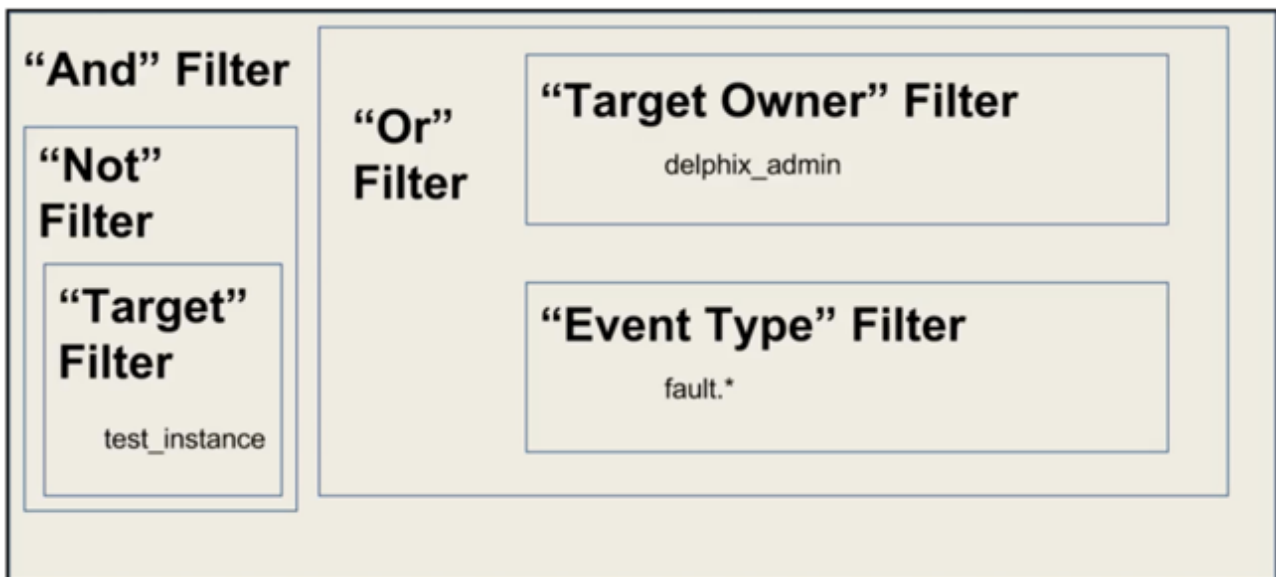 “And” Filter
“Not”
Filter
“Target”
Filter
test_instance
“Or”
Filter
“Target Owner” Filter
delphix_admin
“Event Type” Filter
fault.*